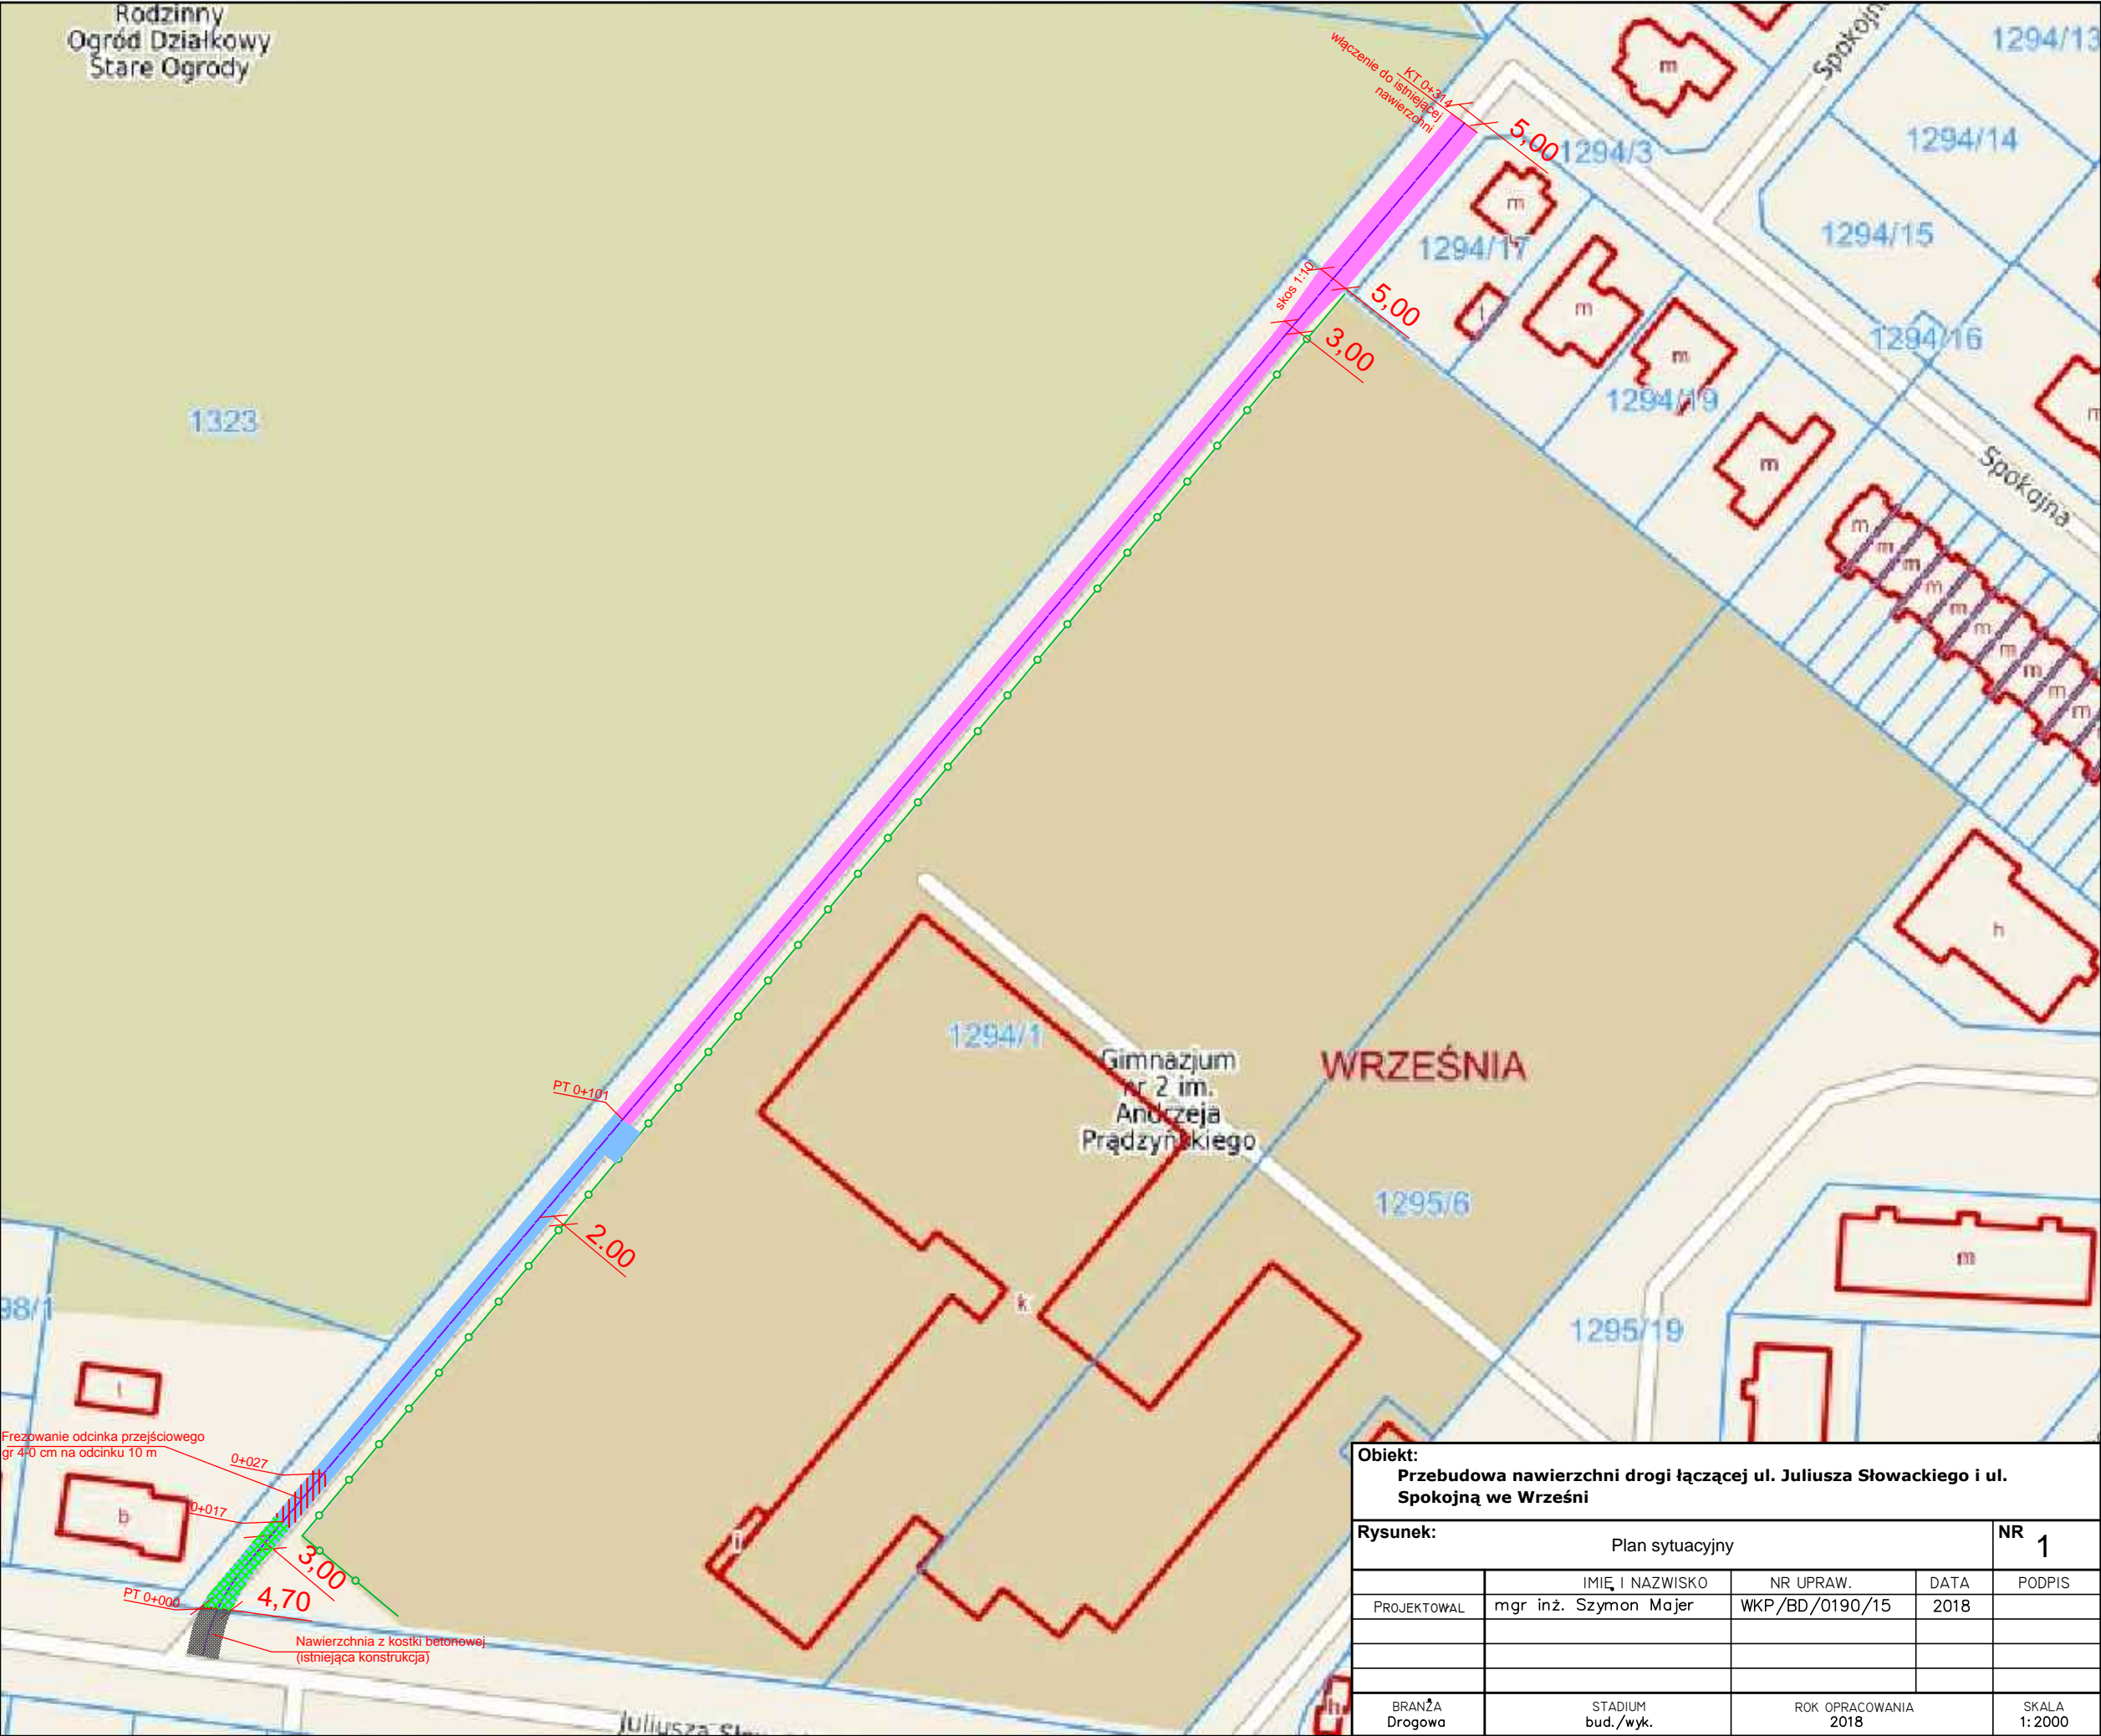 Rodzinny
Ogród Działkowy
Stare Ogrody
włączenie do istniejącej
nawierzchni
KT 0+314
5,00
Spokojn
1294/13
m
1294/3
1294/14
m
1294/17
1294/15
skos 1:10
5,00
3,00
m
m
1294/16
1294/19
1323
m
m
Spokojna
m
m
m
m
m
m
m
m
m
m
h
1294/1
Gimnazjum
nr 2 im.
Andrzeja
Prądzyńskiego
WRZEŚNIA
PT 0+101
2.00
1295/6
m
k
98/1
1295/19
Frezowanie odcinka przejściowego
gr 4-0 cm na odcinku 10 m
0+027
0+017
b
i
3,00
PT 0+000
4,70
Nawierzchnia z kostki betonowej
(istniejąca konstrukcja)
Juliusza
h
Obiekt:
Przebudowa nawierzchni drogi łączącej ul. Juliusza Słowackiego i ul.
Spokojną we Wrześni
Rysunek:
Plan sytuacyjny
NR 1
IMIĘ I NAZWISKO NR UPRAW. DATA PODPIS
PROJEKTOWAŁ mgr inż. Szymon Majer WKP/BD/0190/15 2018
BRANŻA STADIUM ROK OPRACOWANIA SKALA
Drogowa bud./wyk. 2018 1:2000